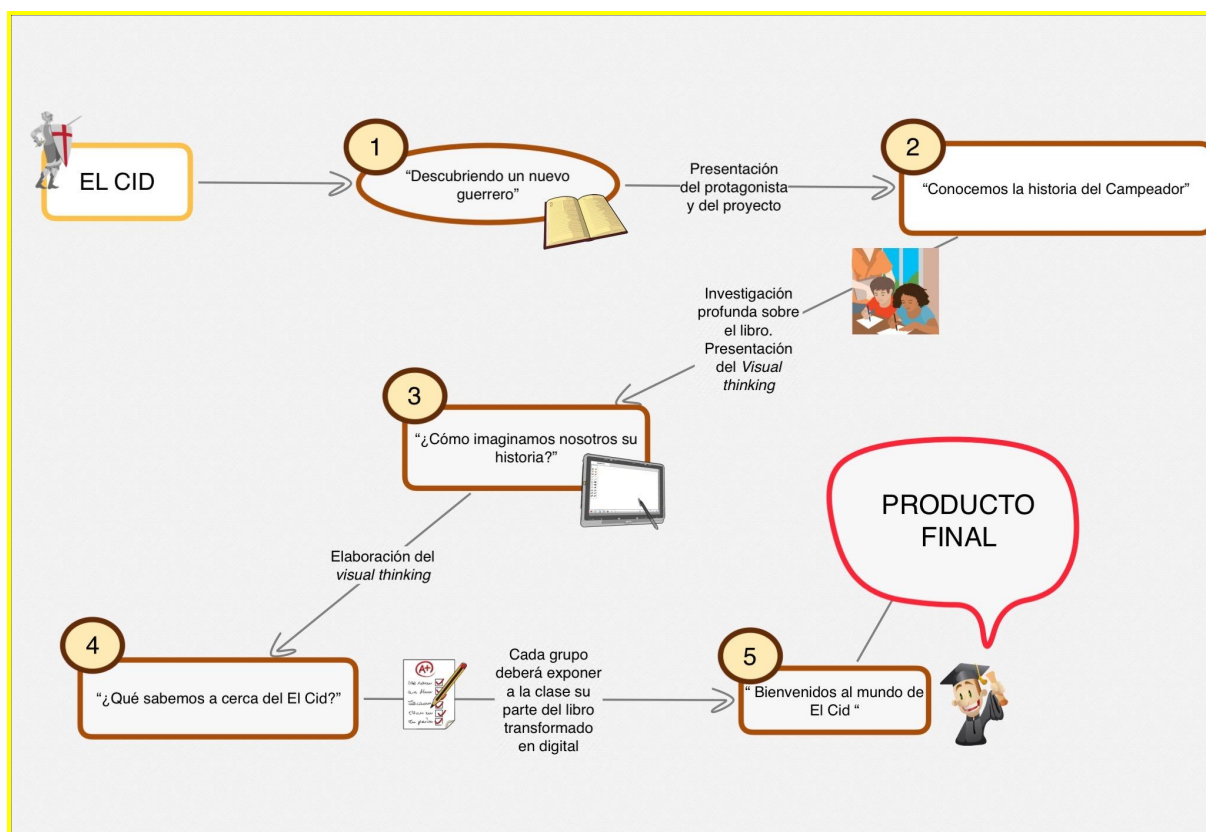 EL CID
1
“Descubriendo un nuevo
guerrero”
Presentación
del protagonista
y del proyecto
2
“Conocemos la historia del Campeador”
Investigación
profunda sobre
el libro.
Presentación
del Visual
thinking
3
“¿Cómo imaginamos nosotros su
historia?”
Elaboración del
visual thinking
PRODUCTO
FINAL
4
“¿Qué sabemos a cerca del El Cid?”
A+
Cada grupo
deberá exponer
a la clase su
parte del libro
transformado
en digital
5
“ Bienvenidos al mundo de
El Cid “